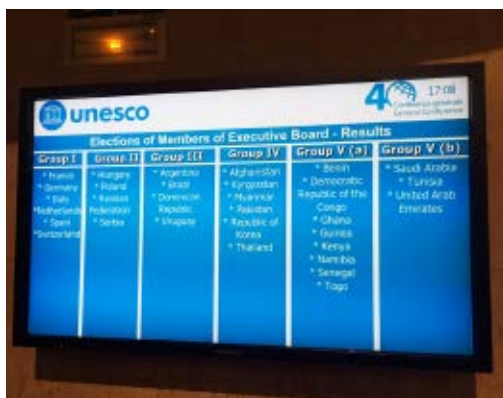 unesco
40
17:08
Conférence générale
General Conference
Elections of Members of Executive Board - Results
Group I
* France
* Germany
* Italy
*Netherlands
* Spain
*Switzerland
Group II
* Hungary
* Poland
* Russian
Federation
* Serbia
Group III
* Argentina
* Brazil
* Dominican
Republic
* Uruguay
Group IV
* Afghanistan
* Kyrgyzstan
* Myanmar
* Pakistan
* Republic of
Korea
* Thailand
Group V (a)
* Benin
* Democratic
Republic of the
Congo
* Ghana
* Guinea
* Kenya
* Namibia
* Senegal
* Togo
Group V (b)
* Saudi Arabia
* Tunisia
* United Arab
Emirates